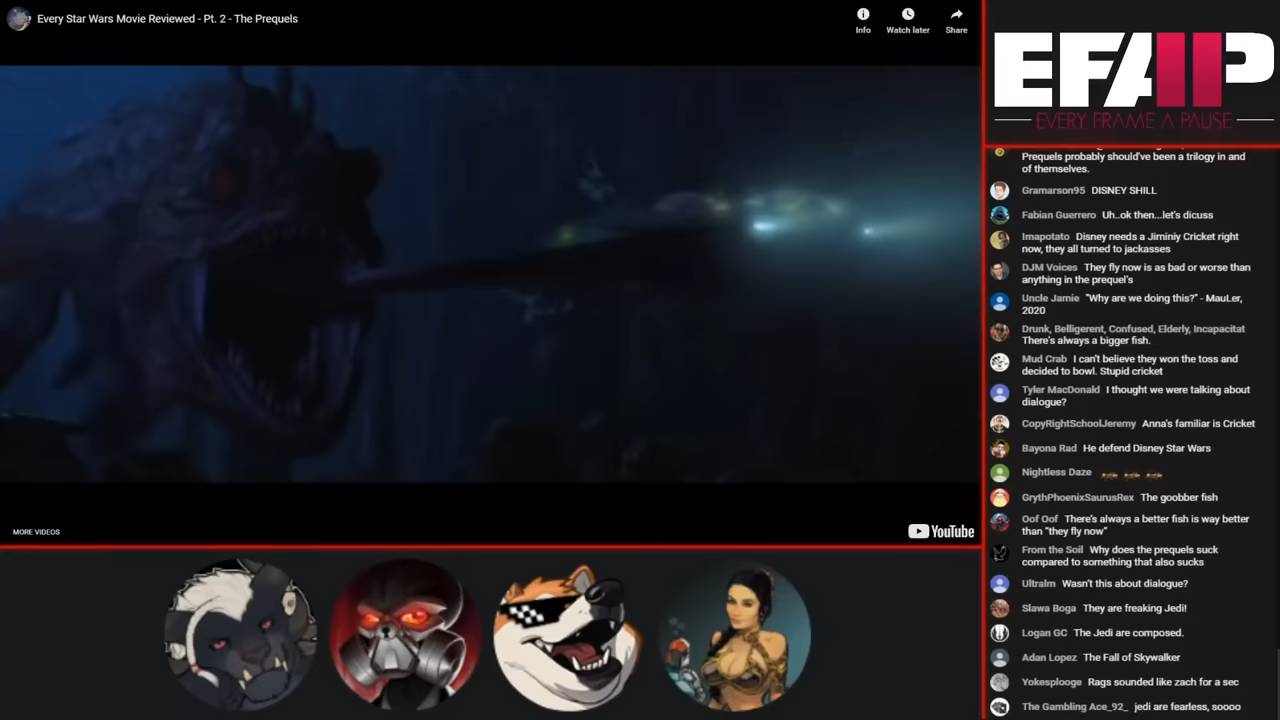 Every Star Wars Movie Reviewed - Pt. 2 - The Prequels
Info
Watch later
Share
MORE VIDEOS
YouTube
EFAP
EVERY FRAME A PAUSE
Prequels probably should've been a trilogy in and
of themselves.
Gramarson95 DISNEY SHILL
Fabian Guerrero Uh..ok then...let's dicuss
Imapotato Disney needs a Jiminiy Cricket right
now, they all turned to jackasses
DJM Voices They fly now is as bad or worse than
anything in the prequel's
Uncle Jamie "Why are we doing this?" - MauLer,
2020
Drunk, Belligerent, Confused, Elderly, Incapacitat
There's always a bigger fish.
Mud Crab I can't believe they won the toss and
decided to bowl. Stupid cricket
Tyler MacDonald I thought we were talking about
dialogue?
CopyRightSchoolJeremy Anna's familiar is Cricket
Bayona Rad He defend Disney Star Wars
Nightless Daze
GrythPhoenixSaurusRex The goobber fish
Oof Oof There's always a better fish is way better
than "they fly now"
From the Soil Why does the prequels suck
compared to something that also sucks
Ultralm Wasn't this about dialogue?
Slawa Boga They are freaking Jedi!
Logan GC The Jedi are composed.
Adan Lopez The Fall of Skywalker
Yokesplooge Rags sounded like zach for a sec
The Gambling Ace_92_ jedi are fearless, soooo